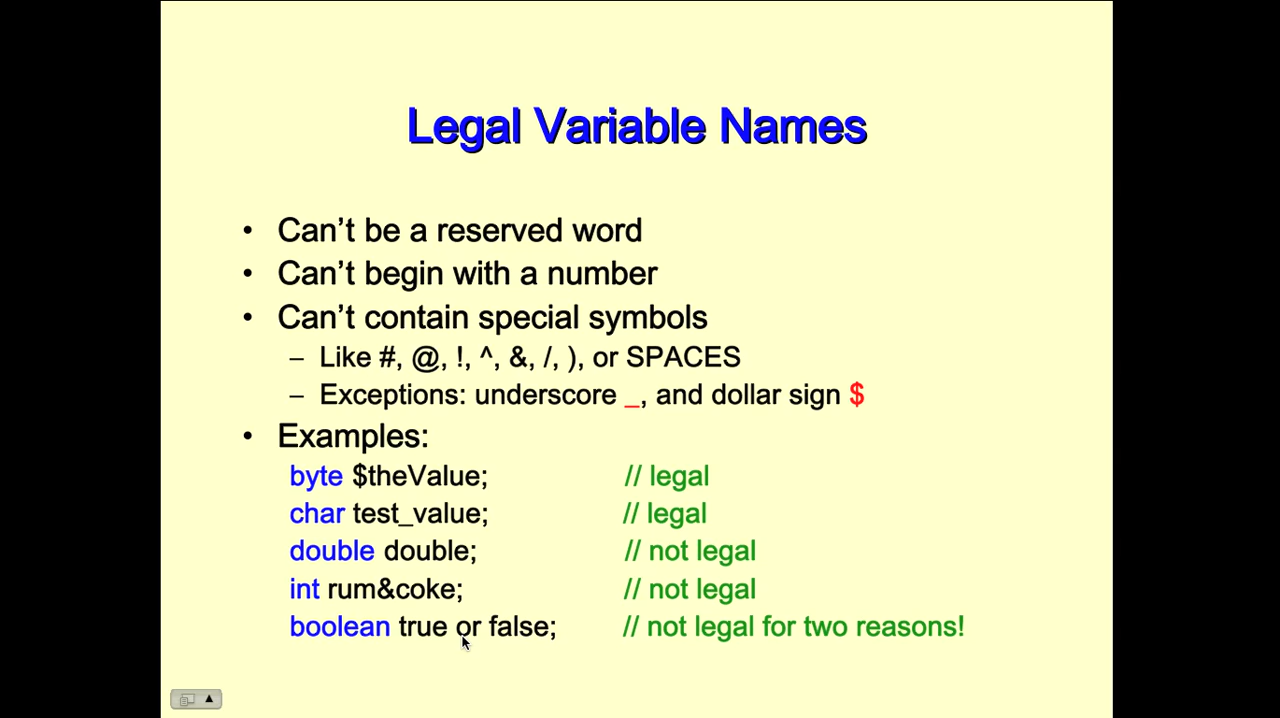 Legal Variable Names
• Can’t be a reserved word
• Can’t begin with a number
• Can’t contain special symbols
– Like #, @, !, ^, &, /, ), or SPACES
– Exceptions: underscore _, and dollar sign $
• Examples:
byte $theValue; // legal
char test_value; // legal
double double; // not legal
int rum&coke; // not legal
boolean true or false; // not legal for two reasons!